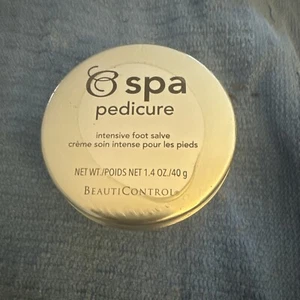 spa
pedicure
intensive foot salve
crème soin intense pour les pieds
NET WT./POIDS NET 1.4 OZ./40 g
BEAUTICONTROL®